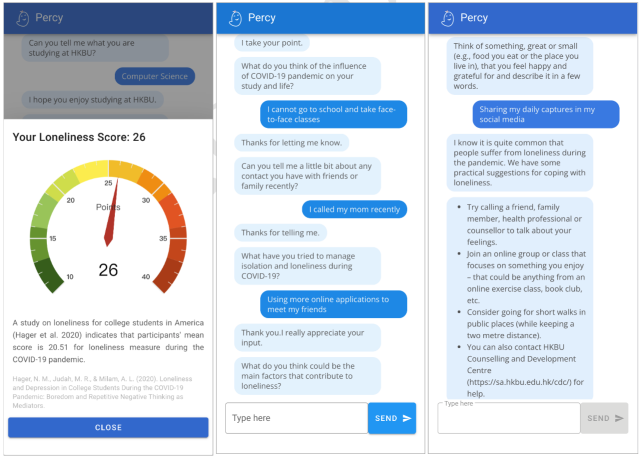 Percy
Can you tell me what you are
studying at HKBU?
Computer Science
I hope you enjoy studying at HKBU.
Your Loneliness Score: 26
10
15
20
25
30
35
40
Points
26
A study on loneliness for college students in America
(Hager et al. 2020) indicates that participants' mean
score is 20.51 for loneliness measure during the
COVID-19 pandemic.
Hager, N. M., Judah, M. R., & Milam, A. L. (2020). Loneliness
and Depression in College Students During the COVID-19
Pandemic: Boredom and Repetitive Negative Thinking as
Mediators.
CLOSE
Percy
I take your point.
What do you think of the influence
of COVID-19 pandemic on your
study and life?
I cannot go to school and take face-
to-face classes
Thanks for letting me know.
Can you tell me a little bit about any
contact you have with friends or
family recently?
I called my mom recently
Thanks for telling me.
What have you tried to manage
isolation and loneliness during
COVID-19?
Using more online applications to
meet my friends
Thank you.I really appreciate your
input.
What do you think could be the
main factors that contribute to
loneliness?
Type here
SEND
Percy
Think of something, great or small
(e.g., food you eat or the place you
live in), that you feel happy and
grateful for and describe it in a few
words.
Sharing my daily captures in my
social media
I know it is quite common that
people suffer from loneliness during
the pandemic. We have some
practical suggestions for coping with
loneliness.
• Try calling a friend, family
member, health professional or
counsellor to talk about your
feelings.
• Join an online group or class that
focuses on something you enjoy
– that could be anything from an
online exercise class, book club,
etc.
• Consider going for short walks in
public places (while keeping a
two metre distance).
• You can also contact HKBU
Counselling and Development
Centre
(https://sa.hkbu.edu.hk/cdc/) for
help.
Type here
SEND